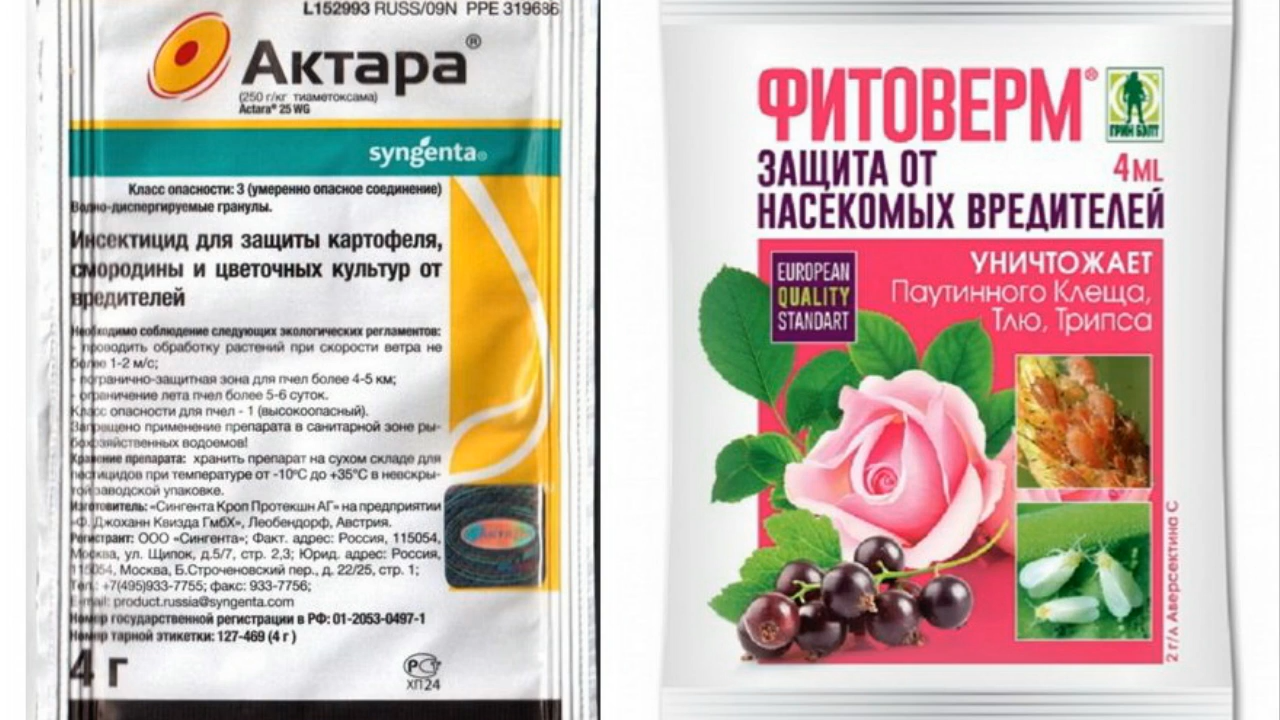 L152993 RUSS/09N PPE 319686
Актара®
(250 г/кг тиаметоксама)
Actara® 25 WG
syngenta®
Класс опасности: 3 (умеренно опасное соединение)
Водно-диспергируемые гранулы.
Инсектицид для защиты картофеля,
смородины и цветочных культур от
вредителей
Необходимо соблюдение следующих экологических регламентов:
- проводить обработку растений при скорости ветра не
более 1-2 м/с;
- погранично-защитная зона для пчел более 4-5 км;
- ограничение лета пчел более 5-6 суток.
Класс опасности для пчел - 1 (высокоопасный).
Запрещено применение препарата в санитарной зоне ры-
бохозяйственных водоемов!
Хранение препарата: хранить препарат на сухом складе для
пестицидов при температуре от -10°С до +35°С в невскры-
той заводской упаковке.
Изготовитель: «Сингента Кроп Протекшн АГ» на предприятии
«Ф. Джоханн Квизда ГмбХ», Леобендорф, Австрия.
Регистрант: ООО «Сингента»; Факт. адрес: Россия, 115054,
Москва, ул. Щипок, д.5/7, стр. 2,3; Юрид. адрес: Россия,
115054, Москва, Б.Строченовский пер., д. 22/25, стр. 1;
Тел.: +7(495)933-7755; факс: 933-7756;
E-mail: product.russia@syngenta.com
Номер государственной регистрации в РФ: 01-2053-0497-1
Номер тарной этикетки: 127-469 (4 г )
4 г
ХП24
Актара
ФИТОВЕРМ®
ГРИН БЭЛТ
ЗАЩИТА ОТ
4ML
НАСЕКОМЫХ ВРЕДИТЕЛЕЙ
EUROPEAN
QUALITY
STANDART
УНИЧТОЖАЕТ
Паутинного Клеща,
Тлю, Трипса
2 г/л Аверсектина С